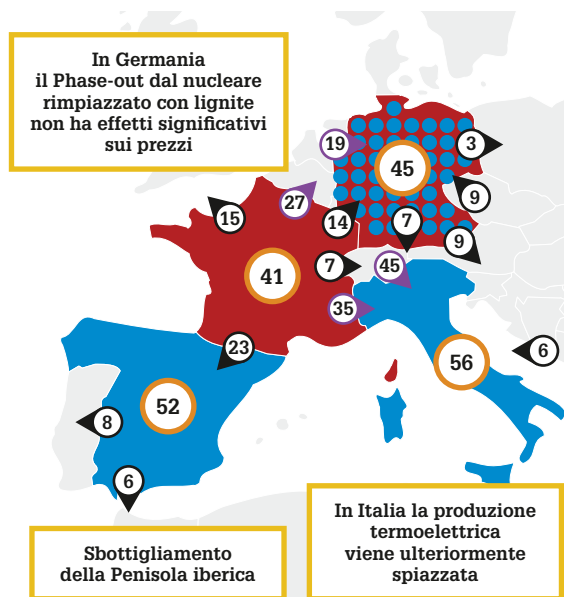 In Germania
il Phase-out dal nucleare
rimpiazzato con lignite
non ha effetti significativi
sui prezzi
19
3
45
27
9
15
14
7
9
7
45
41
35
23
6
56
52
8
6
Sbottigliamento
della Penisola iberica
In Italia la produzione
termoelettrica
viene ulteriormente
spiazzata